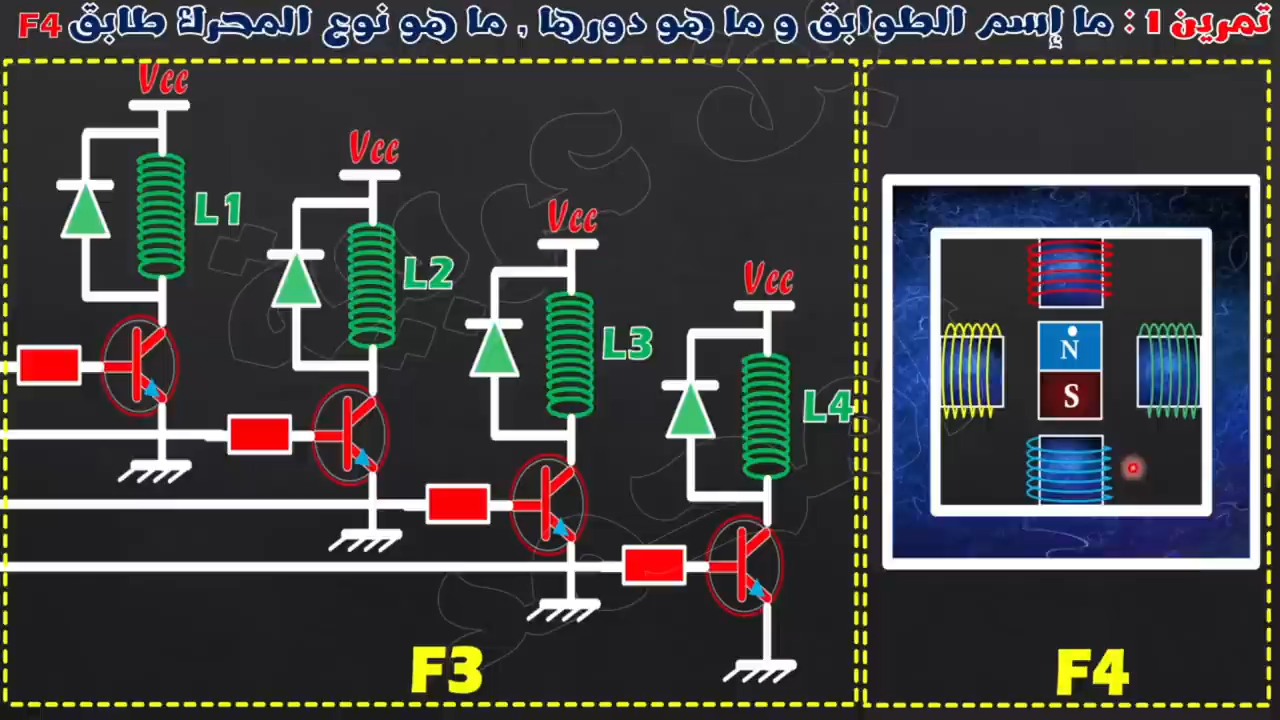 تمرين 1 : ما إسم الطوابق و ما هو دورها , ما هو نوع المحرك طابق F4
Vcc
L1
Vcc
L2
Vcc
L3
Vcc
L4
N
S
F3
F4